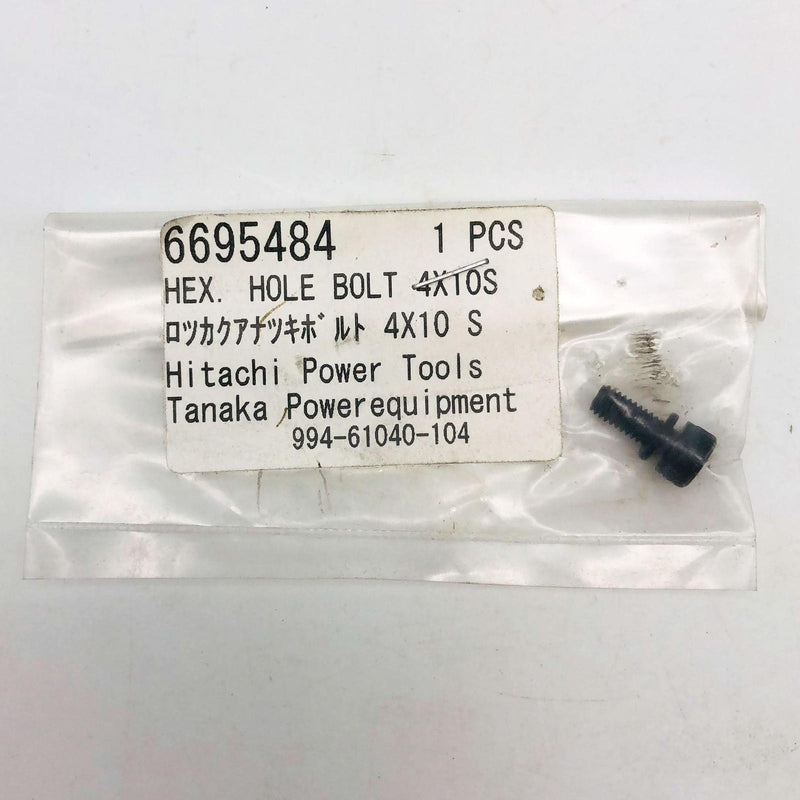 6695484 1 PCS
HEX. HOLE BOLT 4X10S
ﾛﾂｶｸｱﾅﾂｷﾎﾞﾙﾄ 4X10 S
Hitachi Power Tools
Tanaka Powerequipment
994-61040-104